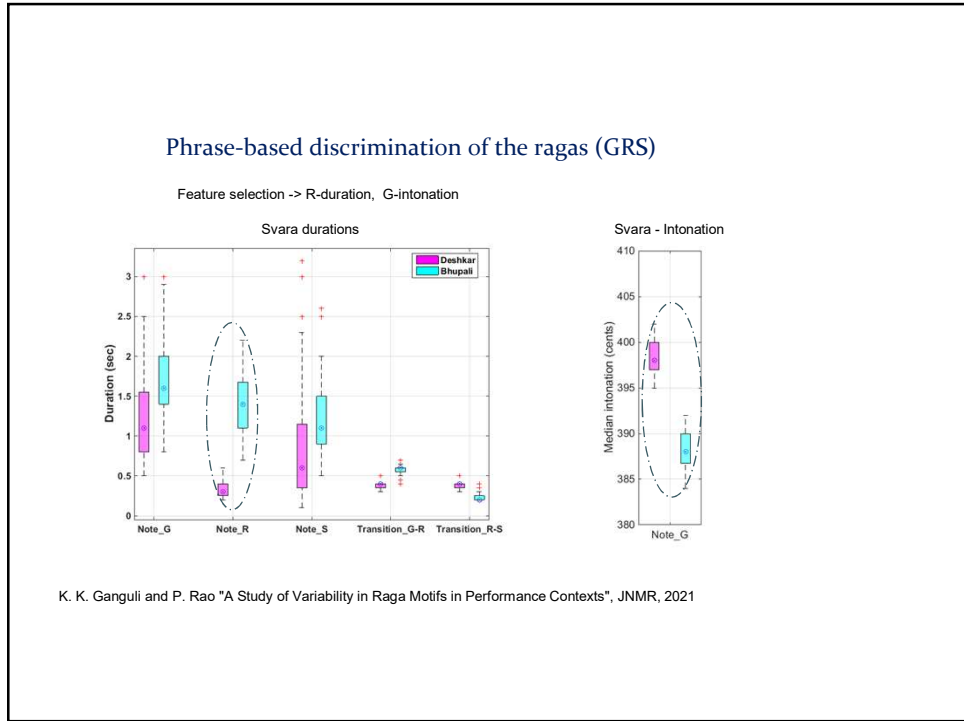 Phrase-based discrimination of the ragas (GRS)
Feature selection -> R-duration, G-intonation
Svara durations
Deshkar
Bhupali
Duration (sec)
3
2.5
2
1.5
1
0.5
0
Note_G Note_R Note_S Transition_G-R Transition_R-S
Svara - Intonation
Median intonation (cents)
410
405
400
395
390
385
380
Note_G
K. K. Ganguli and P. Rao "A Study of Variability in Raga Motifs in Performance Contexts", JNMR, 2021